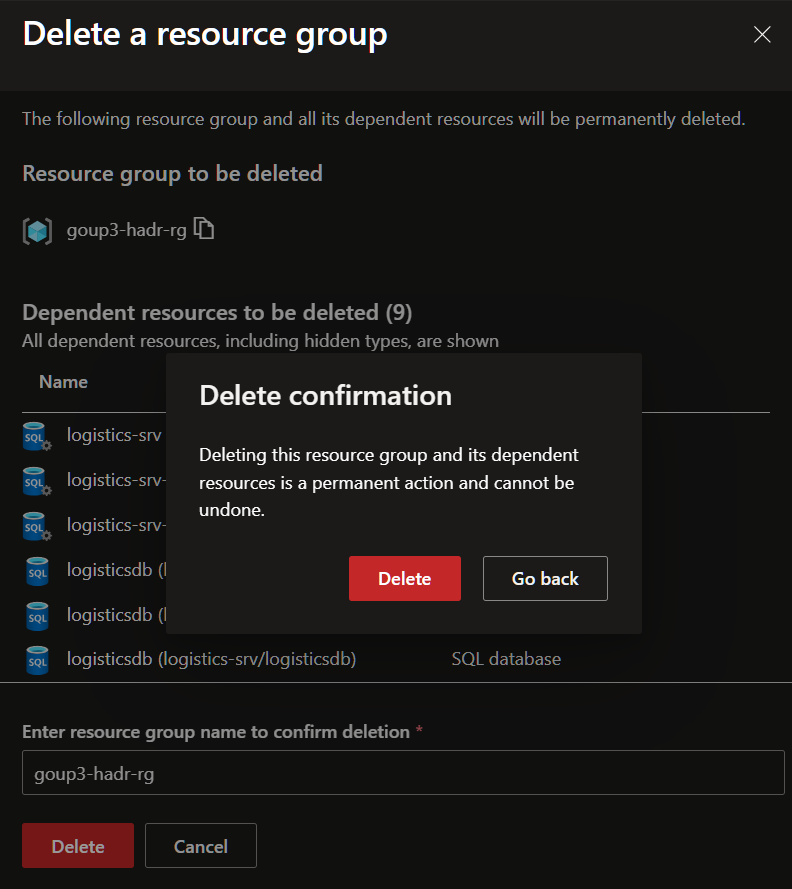 Delete a resource group
The following resource group and all its dependent resources will be permanently deleted.
Resource group to be deleted
goup3-hadr-rg
Dependent resources to be deleted (9)
All dependent resources, including hidden types, are shown
Name
SQL logistics-srv
SQL logistics-srv-
SQL logistics-srv-
SQL logisticsdb (
SQL logisticsdb (
SQL logisticsdb (logistics-srv/logisticsdb) SQL database
Delete confirmation
Deleting this resource group and its dependent
resources is a permanent action and cannot be
undone.
Delete Go back
Enter resource group name to confirm deletion *
goup3-hadr-rg
Delete Cancel